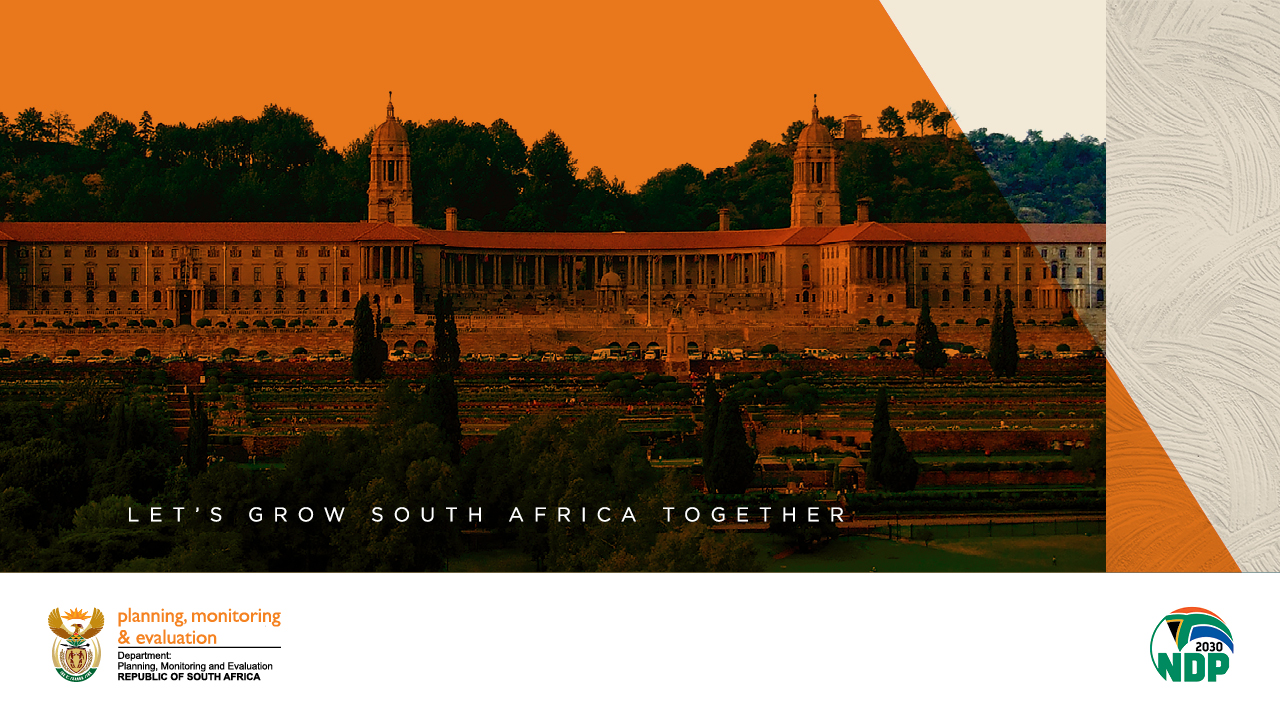 LET'S GROW SOUTH AFRICA TOGETHER
planning, monitoring
& evaluation
Department:
Planning, Monitoring and Evaluation
REPUBLIC OF SOUTH AFRICA
2030
NDP